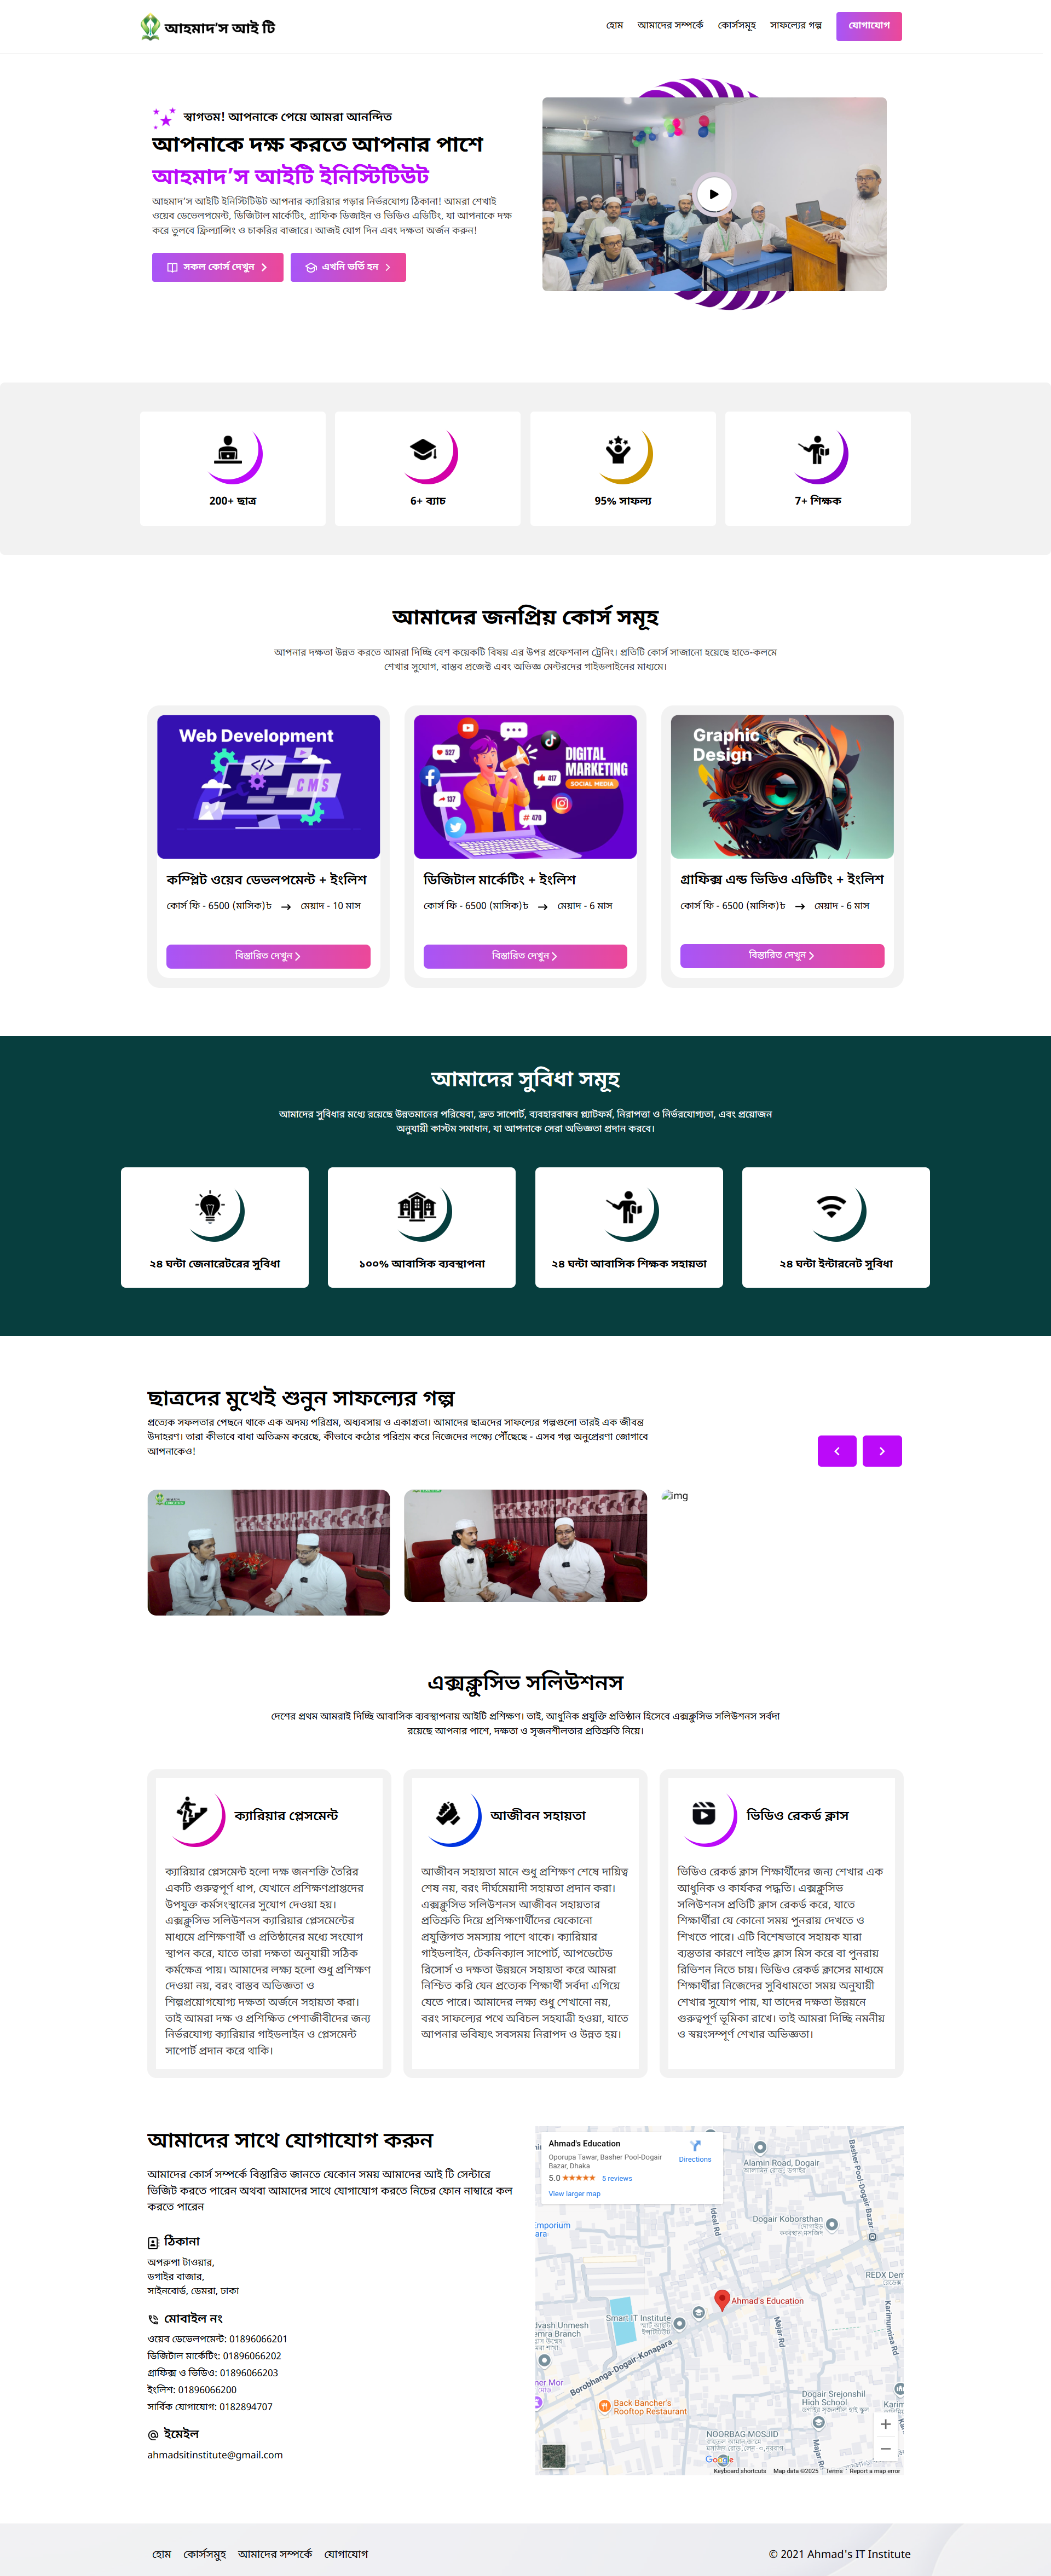 আহমাদ'স আই টি
হোম
আমাদের সম্পর্কে
কোর্সসমূহ
সাফল্যের গল্প
যোগাযোগ
স্বাগতম! আপনাকে পেয়ে আমরা আনন্দিত
আপনাকে দক্ষ করতে আপনার পাশে
আহমাদ’স আইটি ইনিস্টিটিউট
আহমাদ'স আইটি ইনিস্টিটিউট আপনার ক্যারিয়ার গড়ার নির্ভরযোগ্য ঠিকানা! আমরা শেখাই
ওয়েব ডেভেলপমেন্ট, ডিজিটাল মার্কেটিং, গ্রাফিক ডিজাইন ও ভিডিও এডিটিং, যা আপনাকে দক্ষ
করে তুলবে ফ্রিল্যান্সিং ও চাকরির বাজারে। আজই যোগ দিন এবং দক্ষতা অর্জন করুন!
সকল কোর্স দেখুন
এখনি ভর্তি হন
200+ ছাত্র
6+ ব্যাচ
95% সাফল্য
7+ শিক্ষক
আমাদের জনপ্রিয় কোর্স সমূহ
আপনার দক্ষতা উন্নত করতে আমরা দিচ্ছি বেশ কয়েকটি বিষয় এর উপর প্রফেশনাল ট্রেনিং। প্রতিটি কোর্স সাজানো হয়েছে হাতে-কলমে
শেখার সুযোগ, বাস্তব প্রজেক্ট এবং অভিজ্ঞ মেন্টরদের গাইডলাইনের মাধ্যমে।
Web Development
CMS
কম্প্লিট ওয়েব ডেভলপমেন্ট + ইংলিশ
কোর্স ফি - 6500 (মাসিক)৳ → মেয়াদ - 10 মাস
বিস্তারিত দেখুন
DIGITAL
MARKETING
SOCIAL MEDIA
527
417
137
470
ডিজিটাল মার্কেটিং + ইংলিশ
কোর্স ফি - 6500 (মাসিক)৳ → মেয়াদ - 6 মাস
বিস্তারিত দেখুন
Graphic
Design
গ্রাফিক্স এন্ড ভিডিও এডিটিং + ইংলিশ
কোর্স ফি - 6500 (মাসিক)৳ → মেয়াদ - 6 মাস
বিস্তারিত দেখুন
আমাদের সুবিধা সমূহ
আমাদের সুবিধার মধ্যে রয়েছে উন্নতমানের পরিষেবা, দ্রুত সাপোর্ট, ব্যবহারবান্ধব প্ল্যাটফর্ম, নিরাপত্তা ও নির্ভরযোগ্যতা, এবং প্রয়োজন
অনুযায়ী কাস্টম সমাধান, যা আপনাকে সেরা অভিজ্ঞতা প্রদান করবে।
২৪ ঘন্টা জেনারেটরের সুবিধা
১০০% আবাসিক ব্যবস্থাপনা
২৪ ঘন্টা আবাসিক শিক্ষক সহায়তা
২৪ ঘন্টা ইন্টারনেট সুবিধা
ছাত্রদের মুখেই শুনুন সাফল্যের গল্প
প্রত্যেক সফলতার পেছনে থাকে এক অদম্য পরিশ্রম, অধ্যবসায় ও একাগ্রতা। আমাদের ছাত্রদের সাফল্যের গল্পগুলো তারই এক জীবন্ত
উদাহরণ। তারা কীভাবে বাধা অতিক্রম করেছে, কীভাবে কঠোর পরিশ্রম করে নিজেদের লক্ষ্যে পৌঁছেছে - এসব গল্প অনুপ্রেরণা জোগাবে
আপনাকেও!
img
এক্সক্লুসিভ সলিউশনস
দেশের প্রথম আমরাই দিচ্ছি আবাসিক ব্যবস্থাপনায় আইটি প্রশিক্ষণ। তাই, আধুনিক প্রযুক্তি প্রতিষ্ঠান হিসেবে এক্সক্লুসিভ সলিউশনস সর্বদা
রয়েছে আপনার পাশে, দক্ষতা ও সৃজনশীলতার প্রতিশ্রুতি নিয়ে।
ক্যারিয়ার প্লেসমেন্ট
ক্যারিয়ার প্লেসমেন্ট হলো দক্ষ জনশক্তি তৈরির
একটি গুরুত্বপূর্ণ ধাপ, যেখানে প্রশিক্ষণপ্রাপ্তদের
উপযুক্ত কর্মসংস্থানের সুযোগ দেওয়া হয়।
এক্সক্লুসিভ সলিউশনস ক্যারিয়ার প্লেসমেন্টের
মাধ্যমে প্রশিক্ষণার্থী ও প্রতিষ্ঠানের মধ্যে সংযোগ
স্থাপন করে, যাতে তারা দক্ষতা অনুযায়ী সঠিক
কর্মক্ষেত্র পায়। আমাদের লক্ষ্য হলো শুধু প্রশিক্ষণ
দেওয়া নয়, বরং বাস্তব অভিজ্ঞতা ও
শিল্পপ্রয়োগযোগ্য দক্ষতা অর্জনে সহায়তা করা।
তাই আমরা দক্ষ ও প্রশিক্ষিত পেশাজীবীদের জন্য
নির্ভরযোগ্য ক্যারিয়ার গাইডলাইন ও প্লেসমেন্ট
সাপোর্ট প্রদান করে থাকি।
আজীবন সহায়তা
আজীবন সহায়তা মানে শুধু প্রশিক্ষণ শেষে দায়িত্ব
শেষ নয়, বরং দীর্ঘমেয়াদী সহায়তা প্রদান করা।
এক্সক্লুসিভ সলিউশনস আজীবন সহায়তার
প্রতিশ্রুতি দিয়ে প্রশিক্ষণার্থীদের যেকোনো
প্রযুক্তিগত সমস্যায় পাশে থাকে। ক্যারিয়ার
গাইডলাইন, টেকনিক্যাল সাপোর্ট, আপডেটেড
রিসোর্স ও দক্ষতা উন্নয়নে সহায়তা করে আমরা
নিশ্চিত করি যেন প্রত্যেক শিক্ষার্থী সর্বদা এগিয়ে
যেতে পারে। আমাদের লক্ষ্য শুধু শেখানো নয়,
বরং সাফল্যের পথে অবিচল সহযাত্রী হওয়া, যাতে
আপনার ভবিষ্যৎ সবসময় নিরাপদ ও উন্নত হয়।
ভিডিও রেকর্ড ক্লাস
ভিডিও রেকর্ড ক্লাস শিক্ষার্থীদের জন্য শেখার এক
আধুনিক ও কার্যকর পদ্ধতি। এক্সক্লুসিভ
সলিউশনস প্রতিটি ক্লাস রেকর্ড করে, যাতে
শিক্ষার্থীরা যে কোনো সময় পুনরায় দেখতে ও
শিখতে পারে। এটি বিশেষভাবে সহায়ক যারা
ব্যস্ততার কারণে লাইভ ক্লাস মিস করে বা পুনরায়
রিভিশন নিতে চায়। ভিডিও রেকর্ড ক্লাসের মাধ্যমে
শিক্ষার্থীরা নিজেদের সুবিধামতো সময় অনুযায়ী
শেখার সুযোগ পায়, যা তাদের দক্ষতা উন্নয়নে
গুরুত্বপূর্ণ ভূমিকা রাখে। তাই আমরা দিচ্ছি নমনীয়
ও স্বয়ংসম্পূর্ণ শেখার অভিজ্ঞতা।
আমাদের সাথে যোগাযোগ করুন
আমাদের কোর্স সম্পর্কে বিস্তারিত জানতে যেকোন সময় আমাদের আই টি সেন্টারে
ভিজিট করতে পারেন অথবা আমাদের সাথে যোগাযোগ করতে নিচের ফোন নাম্বারে কল
করতে পারেন
ঠিকানা
অপরুপা টাওয়ার,
ডগাইর বাজার,
সাইনবোর্ড, ডেমরা, ঢাকা
মোবাইল নং
ওয়েব ডেভেলপমেন্ট: 01896066201
ডিজিটাল মার্কেটিং: 01896066202
গ্রাফিক্স ও ভিডিও: 01896066203
ইংলিশ: 01896066200
সার্বিক যোগাযোগ: 0182894707
ইমেইল
ahmadsitinstitute@gmail.com
Ahmad's Education
Oporupa Tawar, Basher Pool-Dogair
Bazar, Dhaka
5.0 ★★★★★ 5 reviews
View larger map
Directions
Alamin Road, Dogair
Basher Pool-Dogair Bazar
Dogair Koborsthan
Ideal Rd
REDX
Ahmad's Education
Smart IT Institute
Borobhanga-Dogair-Konapara
Majar Rd
Karimunnisa Rd
Back Bancher's
Rooftop Restaurant
Dogair Srejonshil
High School
NOORBAG MOSJID
Google
Keyboard shortcuts
Map data ©2025
Terms
Report a map error
হোম
কোর্সসমুহ
আমাদের সম্পর্কে
যোগাযোগ
© 2021 Ahmad's IT Institute